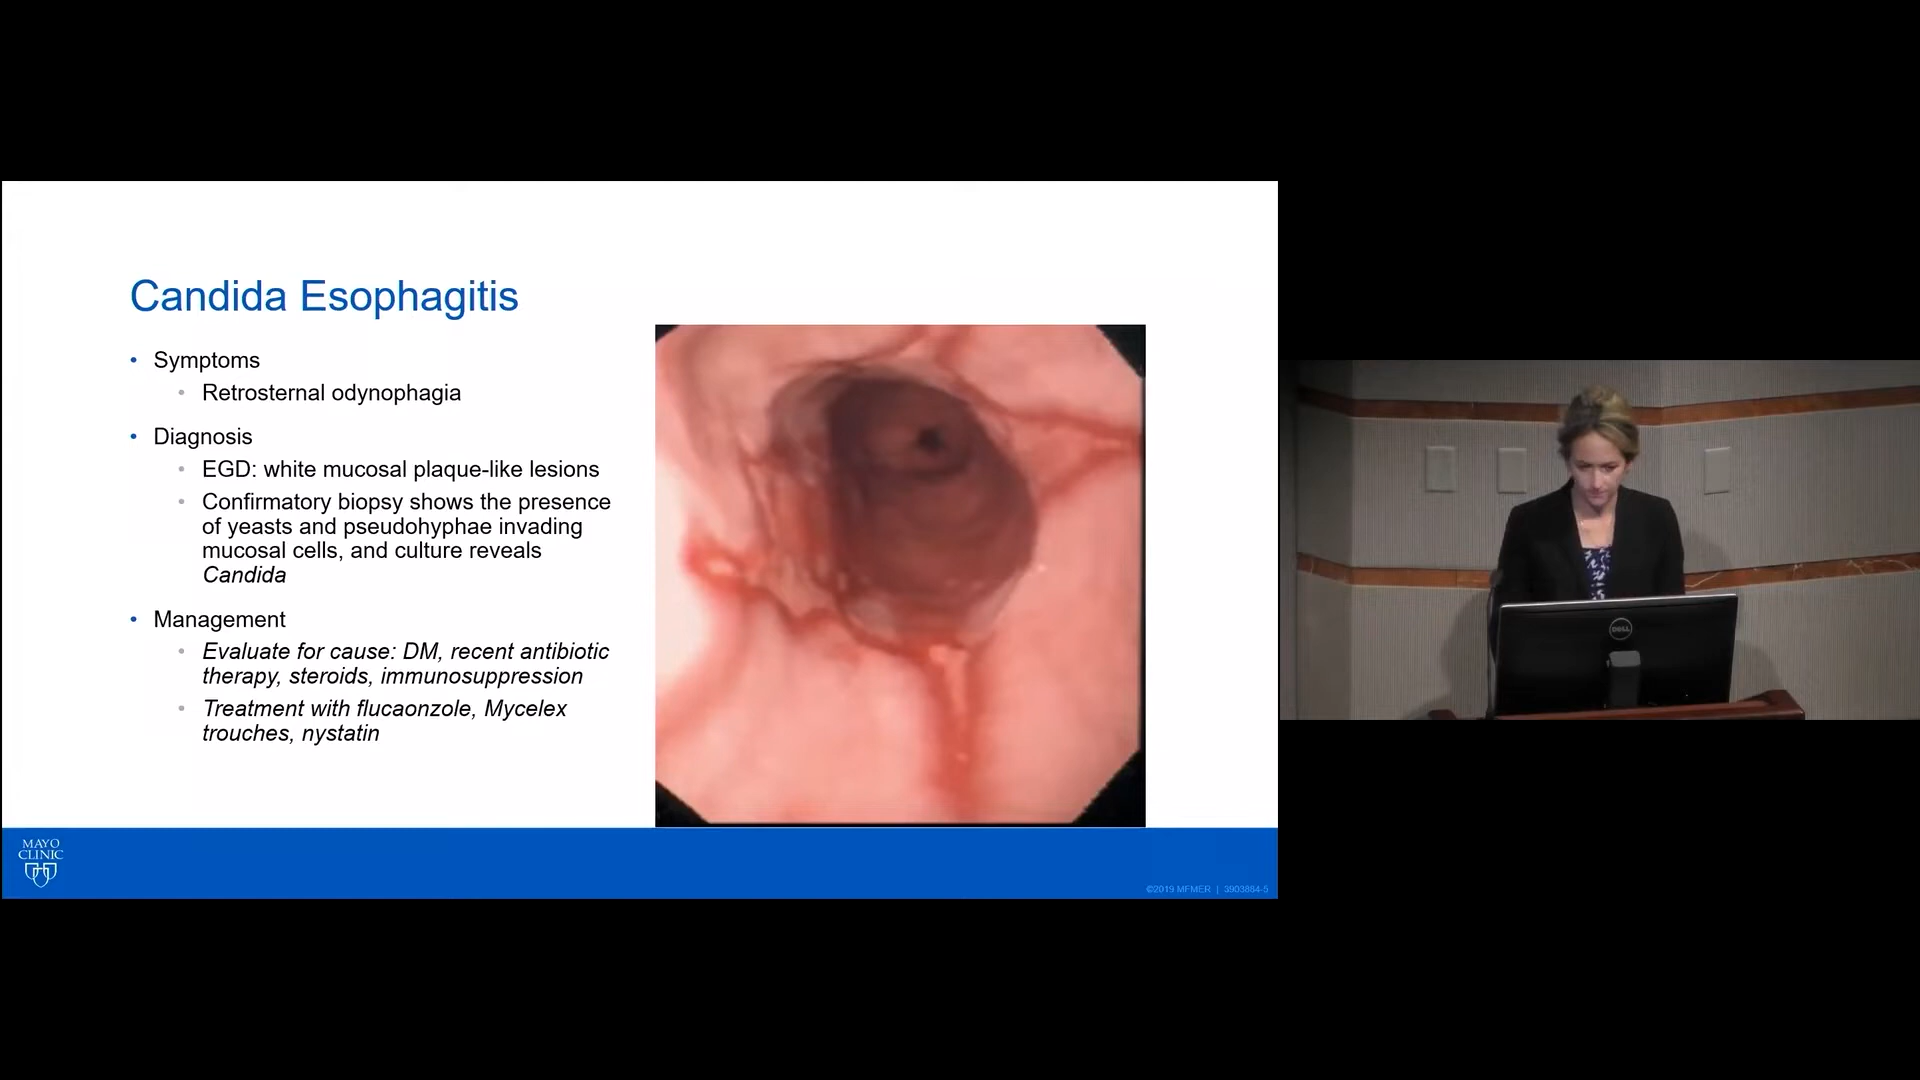 Candida Esophagitis
• Symptoms
• Retrosternal odynophagia
• Diagnosis
• EGD: white mucosal plaque-like lesions
• Confirmatory biopsy shows the presence
of yeasts and pseudohyphae invading
mucosal cells, and culture reveals
Candida
• Management
• Evaluate for cause: DM, recent antibiotic
therapy, steroids, immunosuppression
• Treatment with flucaonzole, Mycelex
trouches, nystatin
MAYO
CLINIC
©2019 MFMER | 3903884-5
DELL